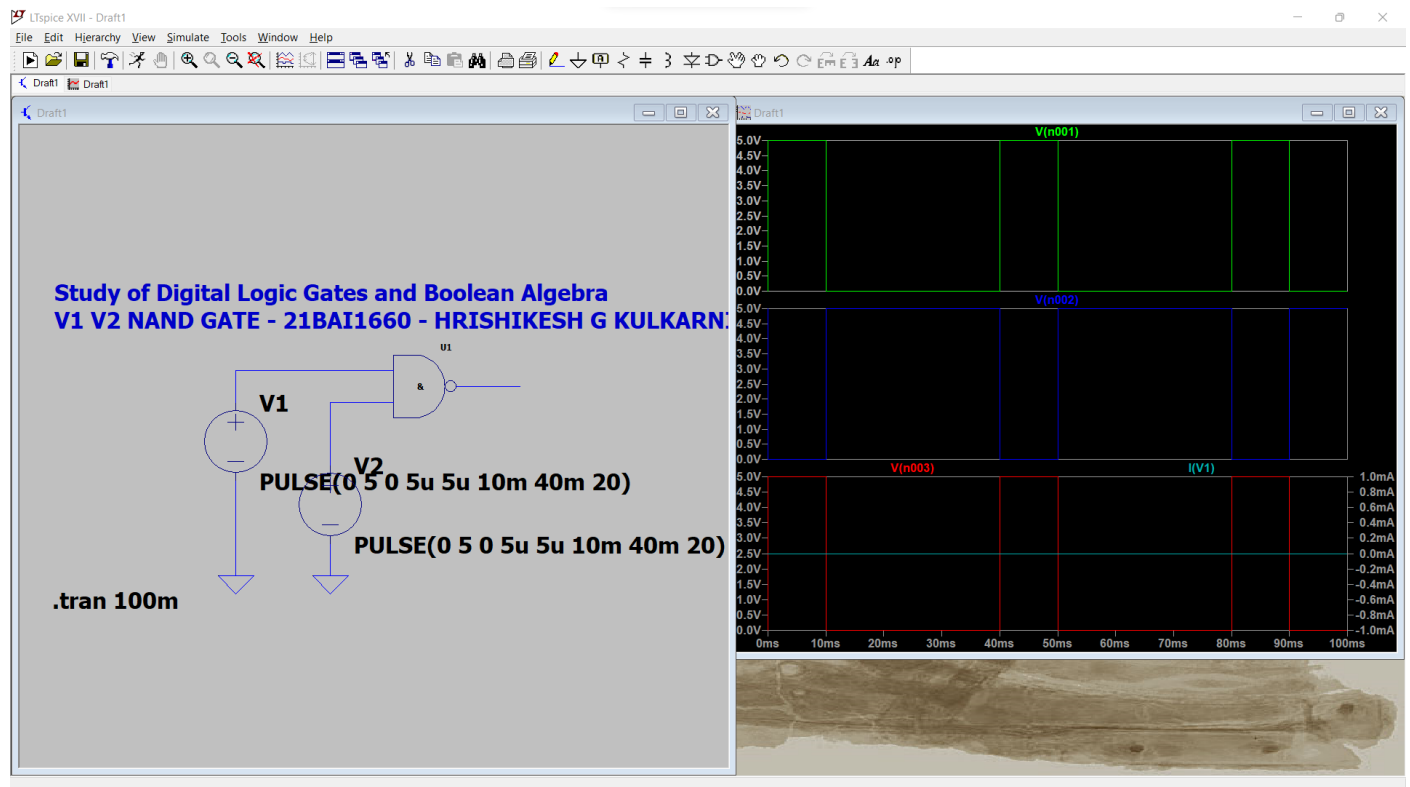 LTspice XVII - Draft1
File Edit Hierarchy View Simulate Tools Window Help
Aa .op
Draft1 Draft1
Draft1
Study of Digital Logic Gates and Boolean Algebra
V1 V2 NAND GATE - 21BAI1660 - HRISHIKESH G KULKARNI
U1
&
V1
V2
PULSE(0 5 0 5u 5u 10m 40m 20)
PULSE(0 5 0 5u 5u 10m 40m 20)
.tran 100m
Draft1
V(n001)
5.0V
4.5V
4.0V
3.5V
3.0V
2.5V
2.0V
1.5V
1.0V
0.5V
0.0V
V(n002)
5.0V
4.5V
4.0V
3.5V
3.0V
2.5V
2.0V
1.5V
1.0V
0.5V
0.0V
V(n003) I(V1)
5.0V 1.0mA
4.5V 0.8mA
4.0V 0.6mA
3.5V 0.4mA
3.0V 0.2mA
2.5V 0.0mA
2.0V -0.2mA
1.5V -0.4mA
1.0V -0.6mA
0.5V -0.8mA
0.0V -1.0mA
0ms 10ms 20ms 30ms 40ms 50ms 60ms 70ms 80ms 90ms 100ms